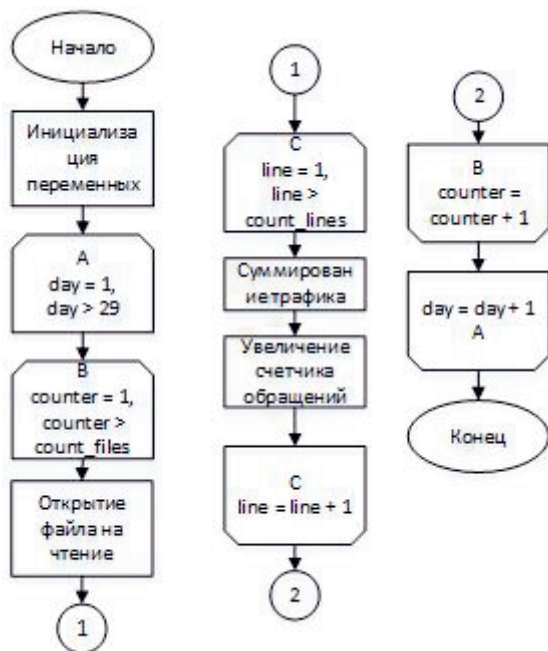 Начало
Инициализа
ция
переменных
A
day = 1,
day > 29
B
counter = 1,
counter >
count_files
Открытие
файла на
чтение
1
1
C
line = 1,
line >
count_lines
Суммирован
иетрафика
Увеличение
счетчика
обращений
C
line = line + 1
2
2
B
counter =
counter + 1
day = day + 1
A
Конец